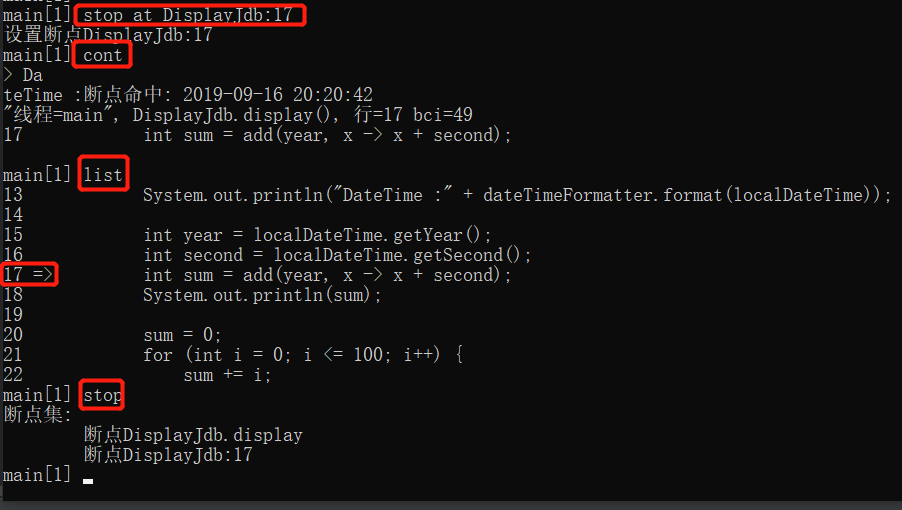 main[1] stop at DisplayJdb:17
设置断点DisplayJdb:17
main[1] cont
> Da
teTime :断点命中: 2019-09-16 20:20:42
"线程=main", DisplayJdb.display(), 行=17 bci=49
17            int sum = add(year, x -> x + second);
main[1] list
13            System.out.println("DateTime :" + dateTimeFormatter.format(localDateTime));
14
15            int year = localDateTime.getYear();
16            int second = localDateTime.getSecond();
17 =>         int sum = add(year, x -> x + second);
18            System.out.println(sum);
19
20            sum = 0;
21            for (int i = 0; i <= 100; i++) {
22                sum += i;
main[1] stop
断点集:
        断点DisplayJdb.display
        断点DisplayJdb:17
main[1]